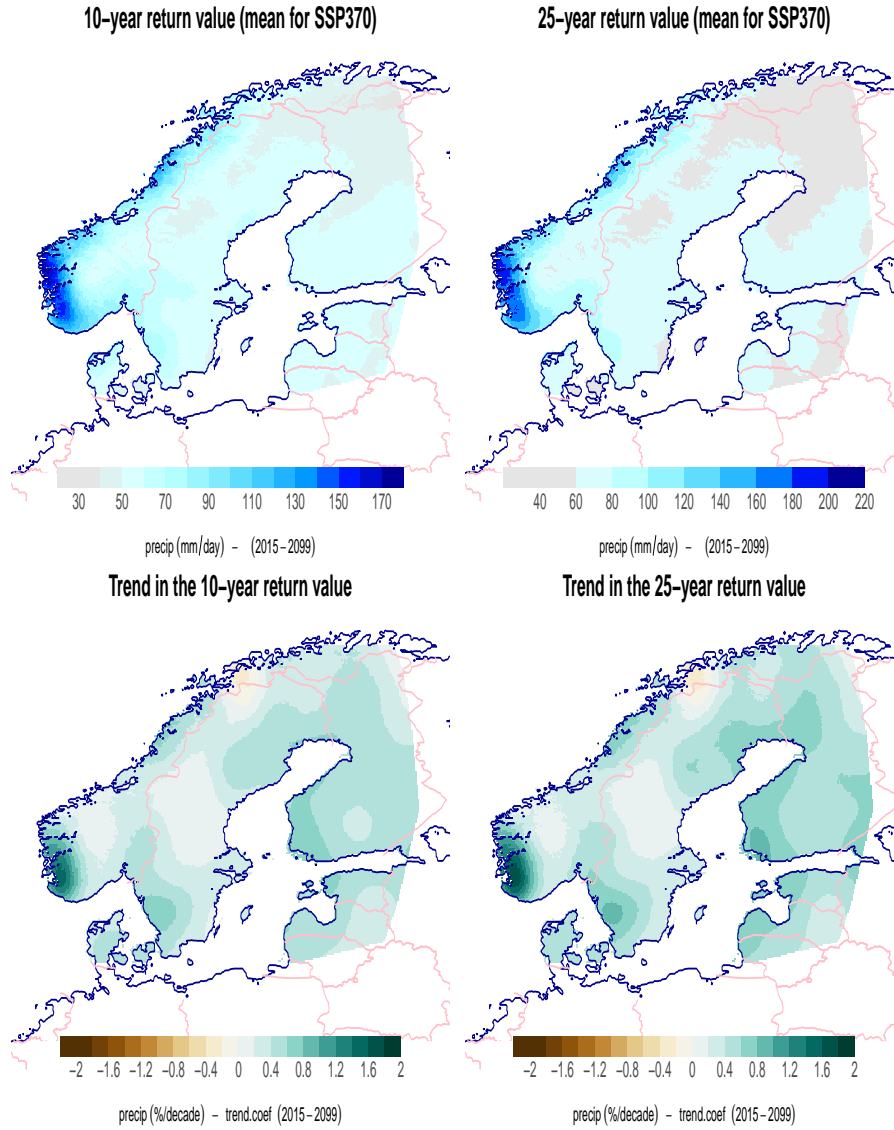 10−year return value (mean for SSP370)
25−year return value (mean for SSP370)
30 50 70 90 110 130 150 170
40 60 80 100 120 140 160 180 200 220
precip (mm/day) − (2015−2099)
precip (mm/day) − (2015−2099)
Trend in the 10−year return value
Trend in the 25−year return value
−2 −1.6 −1.2 −0.8 −0.4 0 0.4 0.8 1.2 1.6 2
−2 −1.6 −1.2 −0.8 −0.4 0 0.4 0.8 1.2 1.6 2
precip (%/decade) − trend.coef (2015−2099)
precip (%/decade) − trend.coef (2015−2099)